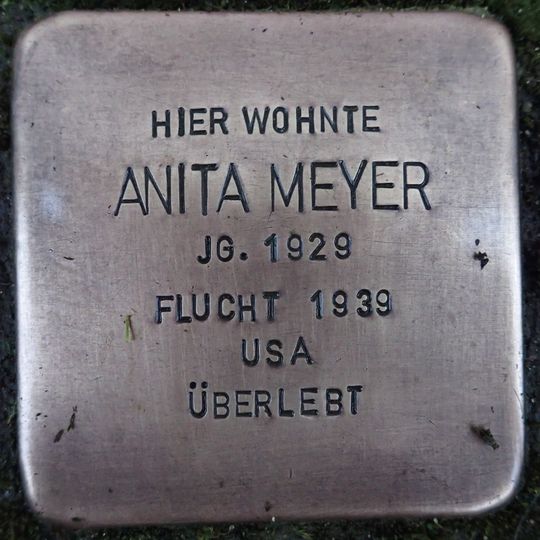 HIER WOHNTE
ANITA MEYER
JG. 1929
FLUCHT 1939
USA
ÜBERLEBT